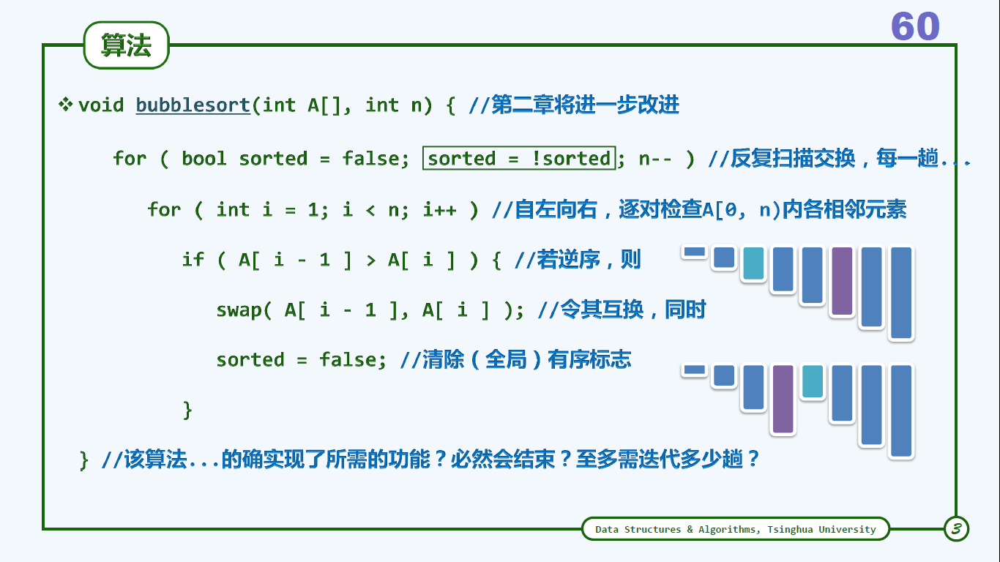 60
算法
❖ void bubblesort(int A[], int n) { //第二章将进一步改进
for ( bool sorted = false; sorted = !sorted; n-- ) //反复扫描交换，每一趟...
for ( int i = 1; i < n; i++ ) //自左向右，逐对检查A[0, n)内各相邻元素
if ( A[ i - 1 ] > A[ i ] ) { //若逆序，则
swap( A[ i - 1 ], A[ i ] ); //令其互换，同时
sorted = false; //清除（全局）有序标志
}
} //该算法...的确实现了所需的功能？必然会结束？至多需迭代多少趟？
Data Structures & Algorithms, Tsinghua University
3